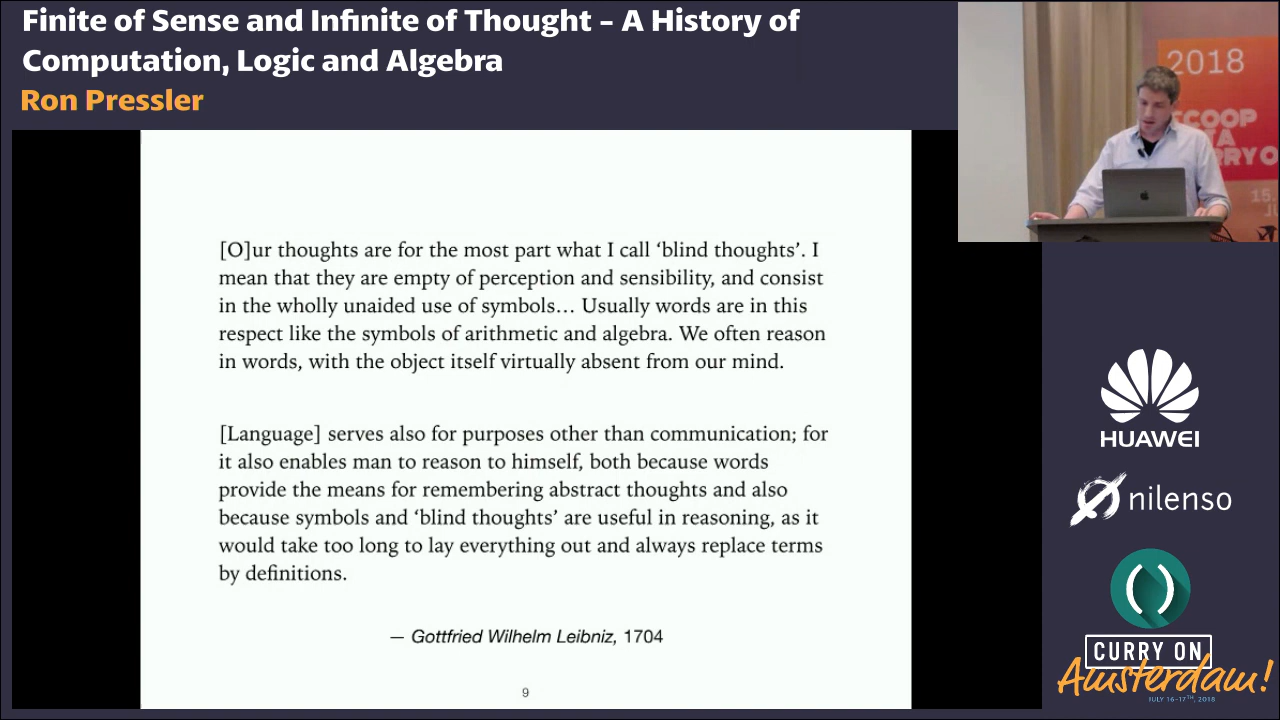 Finite of Sense and Infinite of Thought – A History of
Computation, Logic and Algebra
Ron Pressler
2018
[O]ur thoughts are for the most part what I call ‘blind thoughts’. I
mean that they are empty of perception and sensibility, and consist
in the wholly unaided use of symbols… Usually words are in this
respect like the symbols of arithmetic and algebra. We often reason
in words, with the object itself virtually absent from our mind.
[Language] serves also for purposes other than communication; for
it also enables man to reason to himself, both because words
provide the means for remembering abstract thoughts and also
because symbols and ‘blind thoughts’ are useful in reasoning, as it
would take too long to lay everything out and always replace terms
by definitions.
— Gottfried Wilhelm Leibniz, 1704
9
HUAWEI
nilenso
CURRY ON
Amsterdam!
JULY 16-17TH, 2018